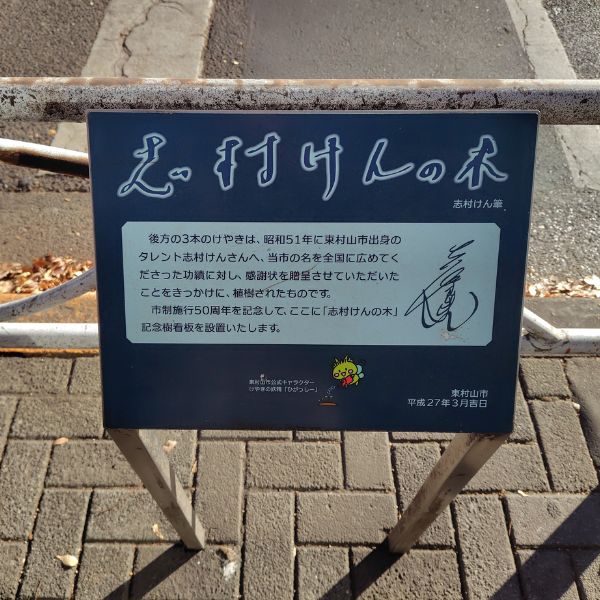 志村けんの木
志村けん筆
後方の3本のけやきは、昭和51年に東村山市出身の
タレント志村けんさんへ、当市の名を全国に広めてく
ださった功績に対し、感謝状を贈呈させていただいた
ことをきっかけに、植樹されたものです。
市制施行50周年を記念して、ここに「志村けんの木」
記念樹看板を設置いたします。
東村山市公式キャラクター
けやきの妖精「ひがっしー」
東村山市
平成27年3月吉日